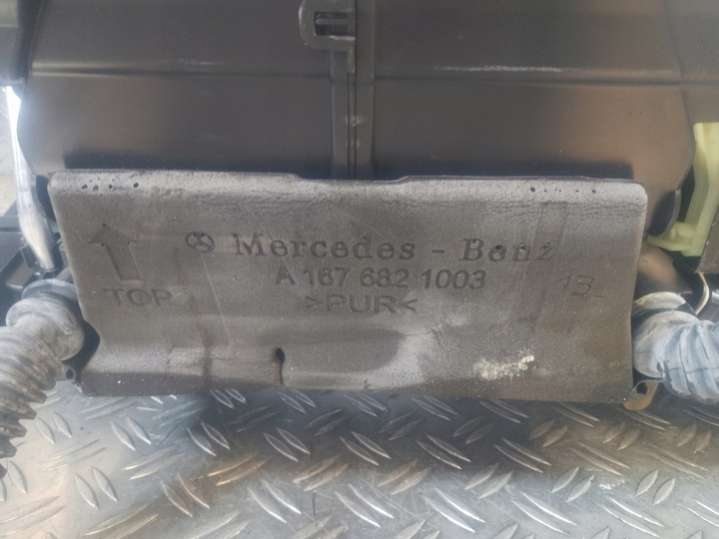 Mercedes - Benz
A 167 682 1003
TOP
>PUR<
13